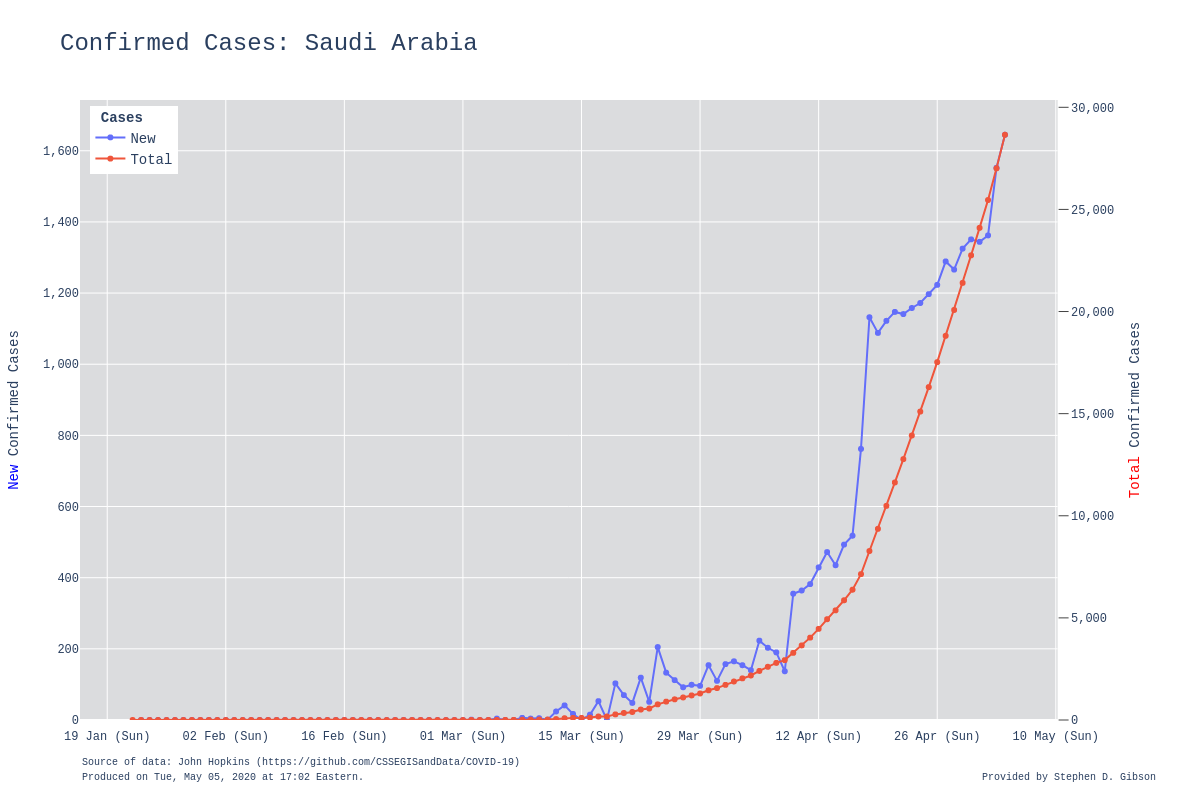 Confirmed Cases: Saudi Arabia
Cases
New
Total
1,600
1,400
1,200
1,000
800
600
400
200
0
30,000
25,000
20,000
15,000
10,000
5,000
0
New Confirmed Cases
Total Confirmed Cases
19 Jan (Sun) 02 Feb (Sun) 16 Feb (Sun) 01 Mar (Sun) 15 Mar (Sun) 29 Mar (Sun) 12 Apr (Sun) 26 Apr (Sun) 10 May (Sun)
Source of data: John Hopkins (https://github.com/CSSEGISandData/COVID-19)
Produced on Tue, May 05, 2020 at 17:02 Eastern.
Provided by Stephen D. Gibson